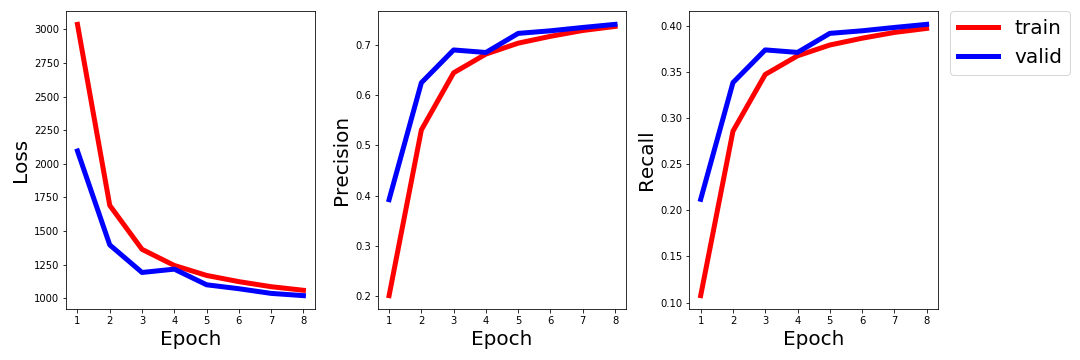 3000
2750
2500
2250
2000
1750
1500
1250
1000
Loss
1 2 3 4 5 6 7 8
Epoch
0.7
0.6
0.5
0.4
0.3
0.2
Precision
1 2 3 4 5 6 7 8
Epoch
0.40
0.35
0.30
0.25
0.20
0.15
0.10
Recall
1 2 3 4 5 6 7 8
Epoch
train
valid